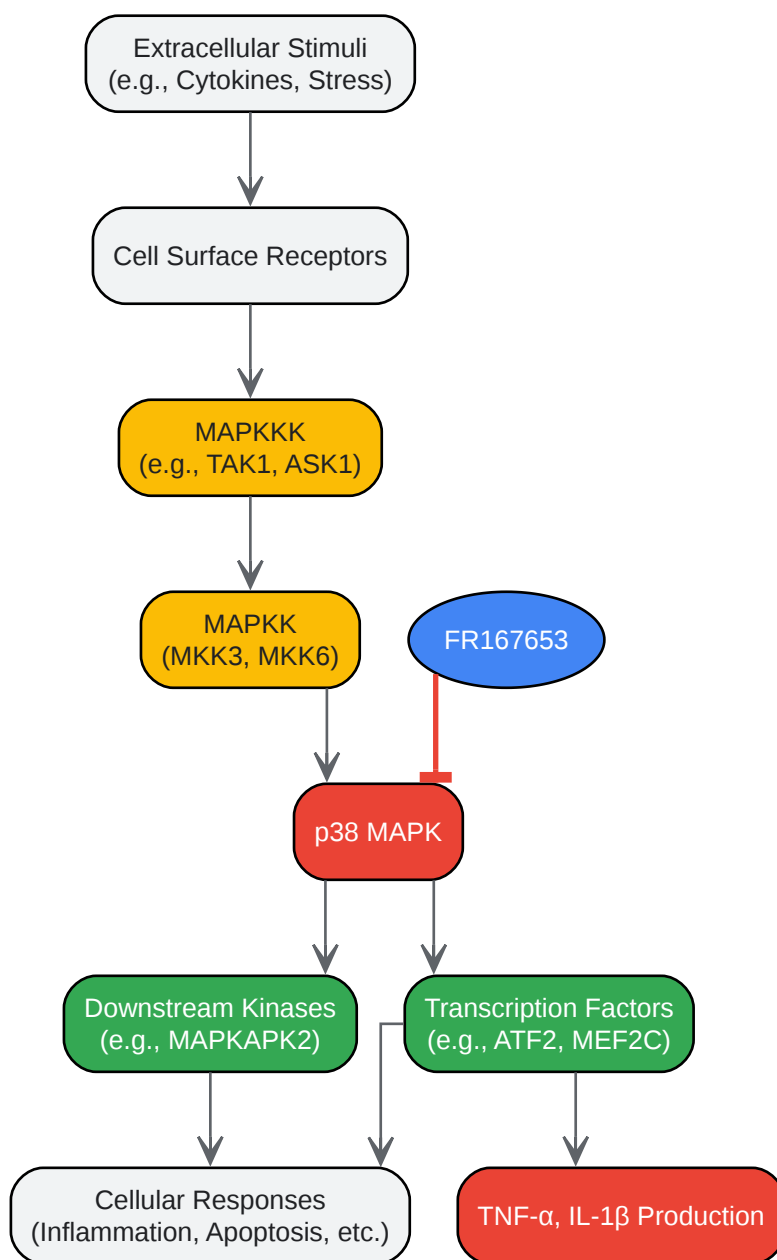 Extracellular Stimuli
(e.g., Cytokines, Stress)
Cell Surface Receptors
MAPKKK
(e.g., TAK1, ASK1)
MAPKK
(MKK3, MKK6)
FR167653
p38 MAPK
Downstream Kinases
(e.g., MAPKAPK2)
Transcription Factors
(e.g., ATF2, MEF2C)
Cellular Responses
(Inflammation, Apoptosis, etc.)
TNF-α, IL-1β Production